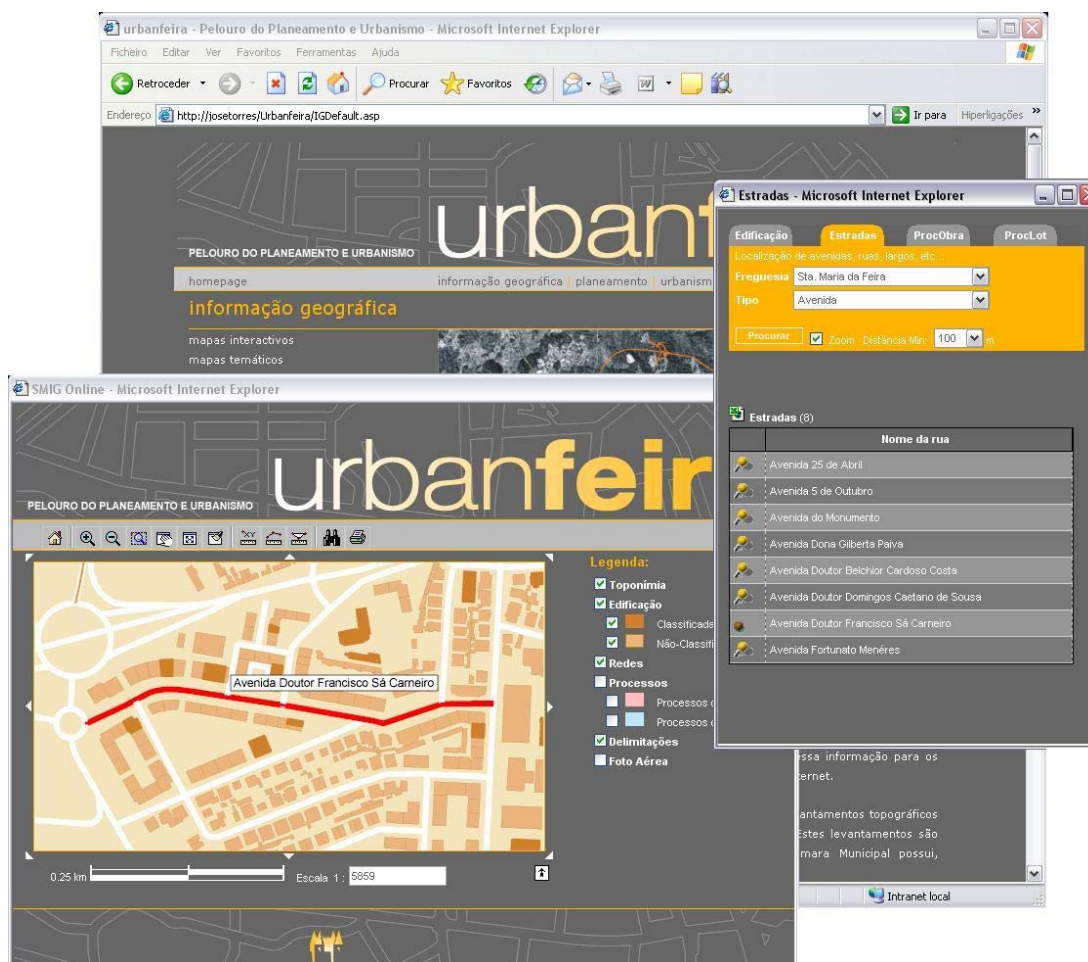 urbanfeira - Pelouro do Planeamento e Urbanismo - Microsoft Internet Explorer
Ficheiro Editar Ver Favoritos Ferramentas Ajuda
Retroceder Procurar Favoritos
Endereço http://josetorres/Urbanfeira/IGDefault.asp Ir para Hiperligações »
urbanf
PELOURO DO PLANEAMENTO E URBANISMO
homepage informação geográfica | planeamento | urbanism
informação geográfica
mapas interactivos
mapas temáticos
Estradas - Microsoft Internet Explorer
Edificação Estradas ProcObra ProcLot
Localização de avenidas, ruas, largos, etc...
Freguesia Sta. Maria da Feira
Tipo Avenida
Procurar Zoom Distância Min. 100 m
Estradas (8)
Nome da rua
Avenida 25 de Abril
Avenida 5 de Outubro
Avenida do Monumento
Avenida Dona Gilberta Paiva
Avenida Doutor Belchior Cardoso Costa
Avenida Doutor Domingos Caetano de Sousa
Avenida Doutor Francisco Sá Carneiro
Avenida Fortunato Menéres
SMIG Online - Microsoft Internet Explorer
urbanfeir
PELOURO DO PLANEAMENTO E URBANISMO
XY
Legenda:
Toponímia
Edificação
Classificada
Não-Classifi
Redes
Processos
Processos
Processos
Delimitações
Foto Aérea
Avenida Doutor Francisco Sá Carneiro
0.25 km Escala 1 : 5859
essa informação para os
ternet.
antamentos topográficos
Estes levantamentos são
mara Municipal possui,
Intranet local